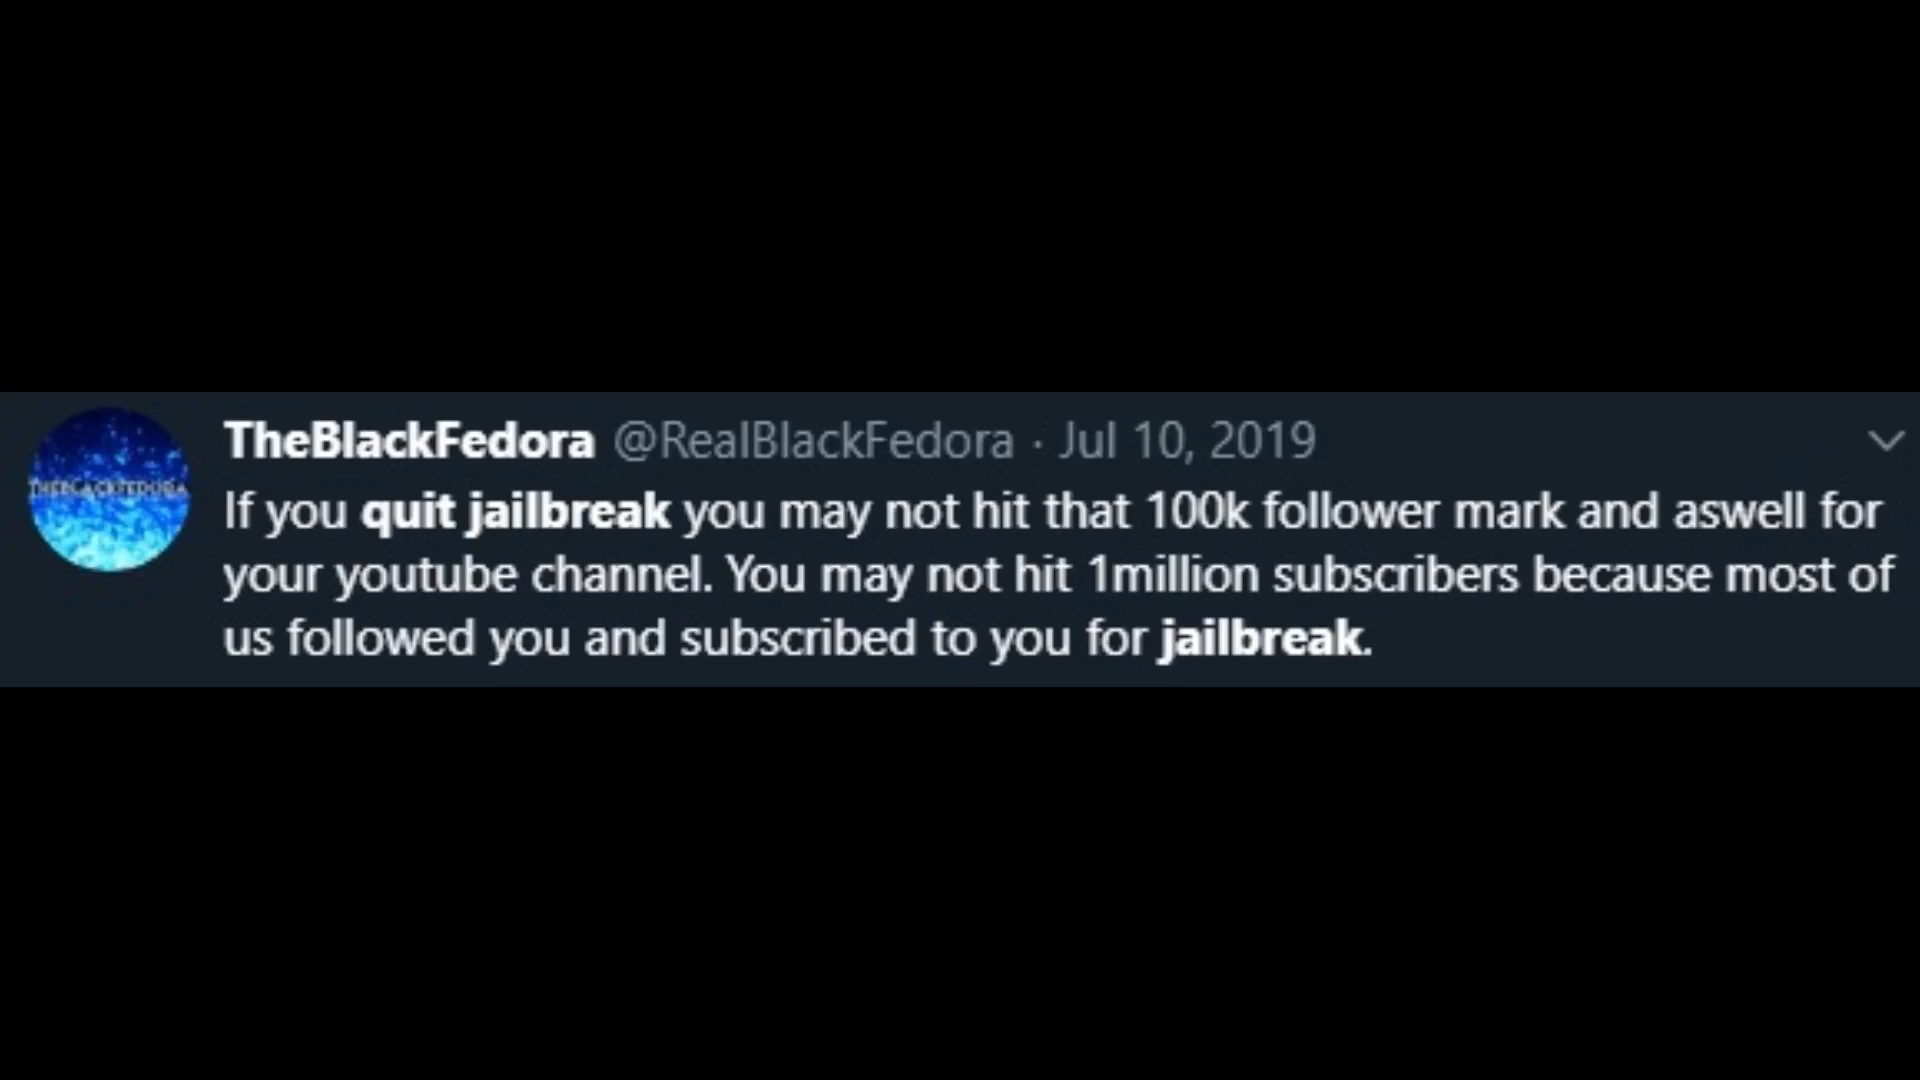 THEBLACKFEDORA
TheBlackFedora @RealBlackFedora · Jul 10, 2019
If you quit jailbreak you may not hit that 100k follower mark and aswell for
your youtube channel. You may not hit 1million subscribers because most of
us followed you and subscribed to you for jailbreak.